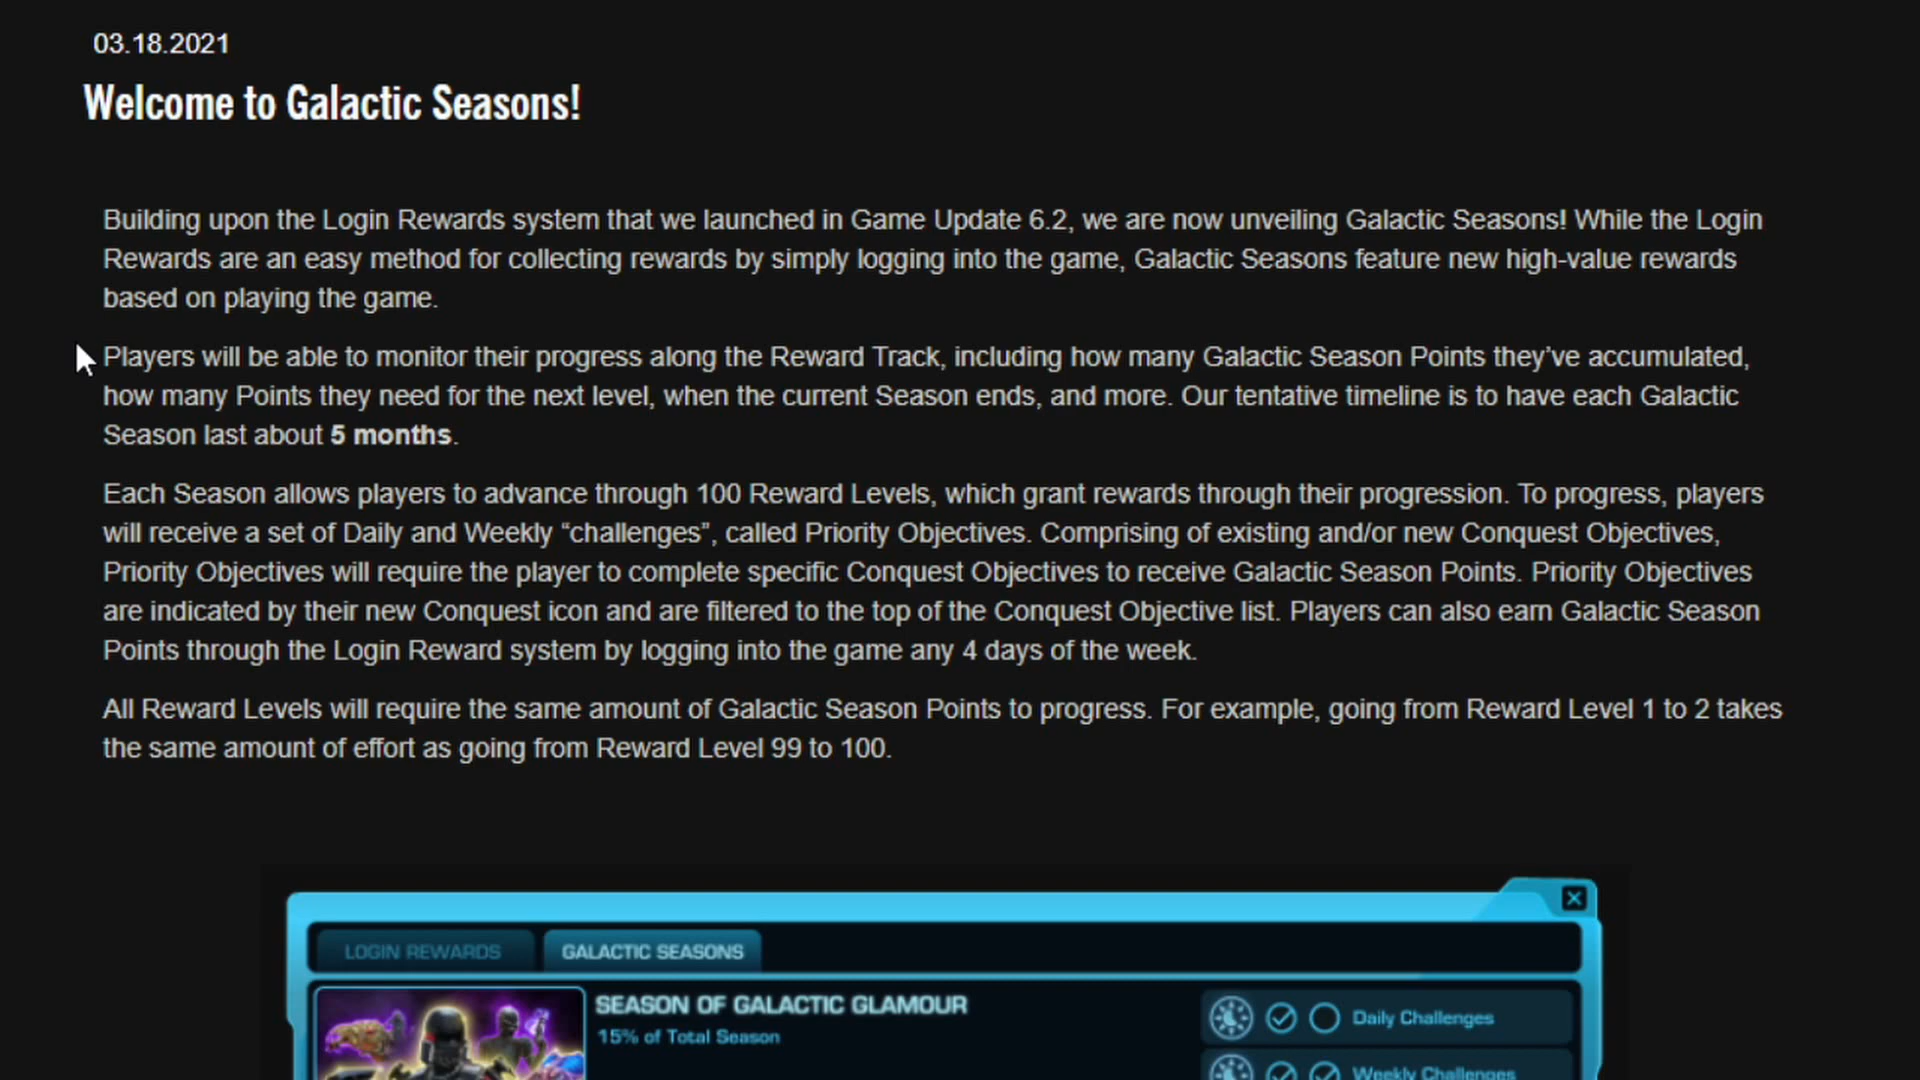 03.18.2021
Welcome to Galactic Seasons!
Building upon the Login Rewards system that we launched in Game Update 6.2, we are now unveiling Galactic Seasons! While the Login
Rewards are an easy method for collecting rewards by simply logging into the game, Galactic Seasons feature new high-value rewards
based on playing the game.
Players will be able to monitor their progress along the Reward Track, including how many Galactic Season Points they’ve accumulated,
how many Points they need for the next level, when the current Season ends, and more. Our tentative timeline is to have each Galactic
Season last about 5 months.
Each Season allows players to advance through 100 Reward Levels, which grant rewards through their progression. To progress, players
will receive a set of Daily and Weekly “challenges”, called Priority Objectives. Comprising of existing and/or new Conquest Objectives,
Priority Objectives will require the player to complete specific Conquest Objectives to receive Galactic Season Points. Priority Objectives
are indicated by their new Conquest icon and are filtered to the top of the Conquest Objective list. Players can also earn Galactic Season
Points through the Login Reward system by logging into the game any 4 days of the week.
All Reward Levels will require the same amount of Galactic Season Points to progress. For example, going from Reward Level 1 to 2 takes
the same amount of effort as going from Reward Level 99 to 100.
LOGIN REWARDS
GALACTIC SEASONS
SEASON OF GALACTIC GLAMOUR
15% of Total Season
Daily Challenges
Weekly Challenges